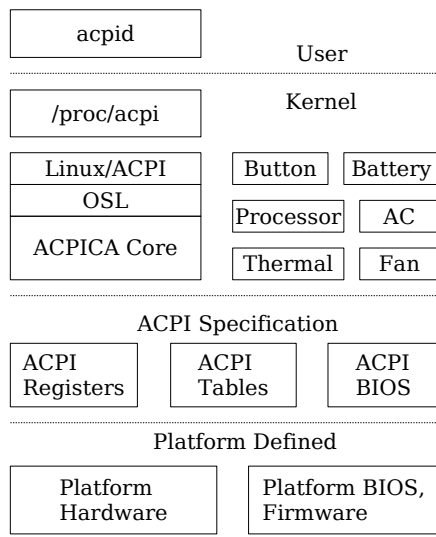 acpid
User
Kernel
/proc/acpi
Linux/ACPI
Button
Battery
OSL
Processor
AC
ACPICA Core
Thermal
Fan
ACPI Specification
ACPI
Registers
ACPI
Tables
ACPI
BIOS
Platform Defined
Platform
Hardware
Platform BIOS,
Firmware